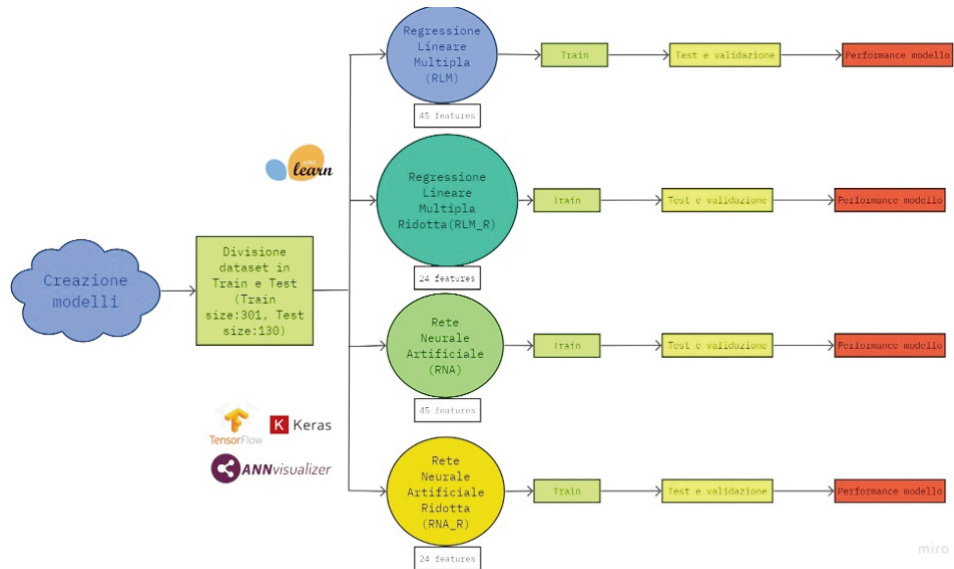 Regressione
Lineare
Multipla
(RLM)
Train
Test e validazione
Performance modello
45 features
learn
Regressione
Lineare
Multipla
Ridotta(RLM_R)
Train
Test e validazione
Performance modello
24 features
Creazione
modelli
Divisione
dataset in
Train e Test
(Train
size:301, Test
size:130)
Rete
Neurale
Artificiale
(RNA)
Train
Test e validazione
Performance modello
45 features
TensorFlow
K Keras
ANNvisualizer
Rete
Neurale
Artificiale
Ridotta
(RNA_R)
Train
Test e validazione
Performance modello
24 features
miro